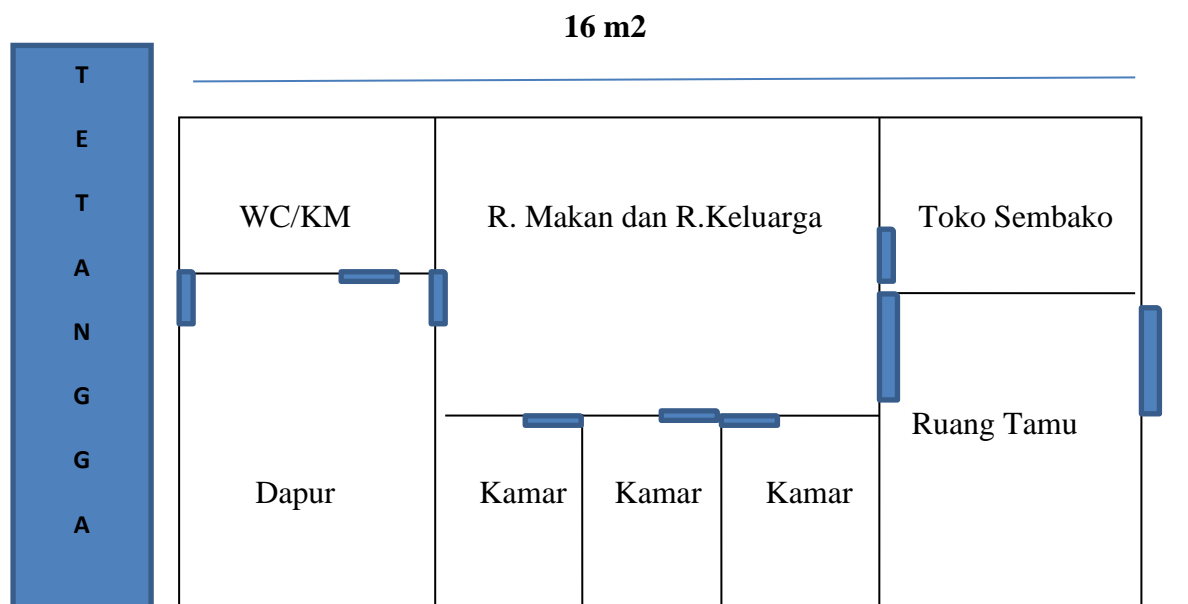 16 m2
T
E
T
A
N
G
G
A
WC/KM
R. Makan dan R.Keluarga
Toko Sembako
Ruang Tamu
Dapur
Kamar
Kamar
Kamar